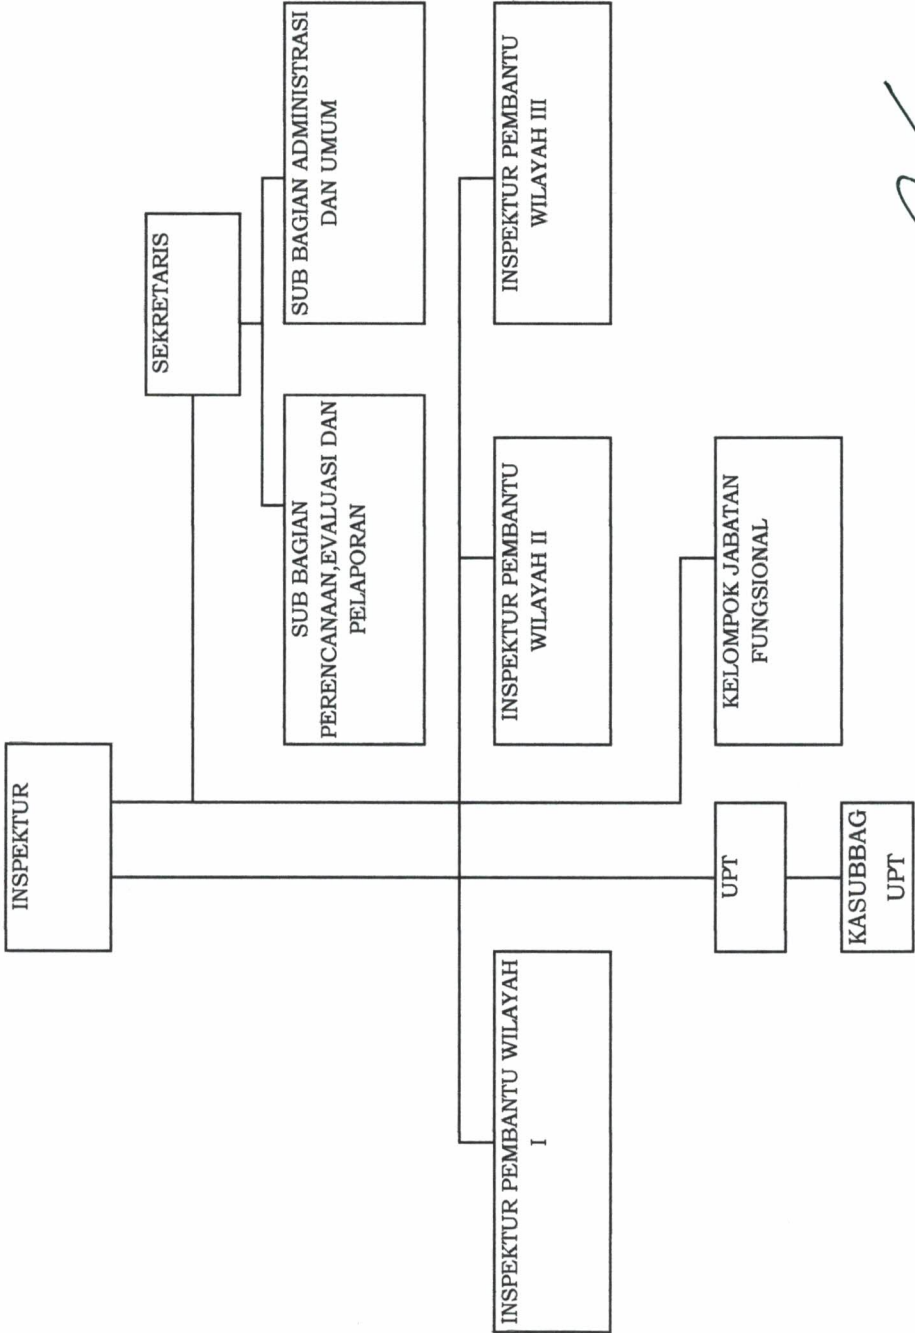 INSPEKTUR
SEKRETARIS
SUB BAGIAN
PERENCANAAN,EVALUASI DAN
PELAPORAN
SUB BAGIAN ADMINISTRASI
DAN UMUM
INSPEKTUR PEMBANTU WILAYAH
I
INSPEKTUR PEMBANTU
WILAYAH II
INSPEKTUR PEMBANTU
WILAYAH III
UPT
KELOMPOK JABATAN
FUNGSIONAL
KASUBBAG
UPT